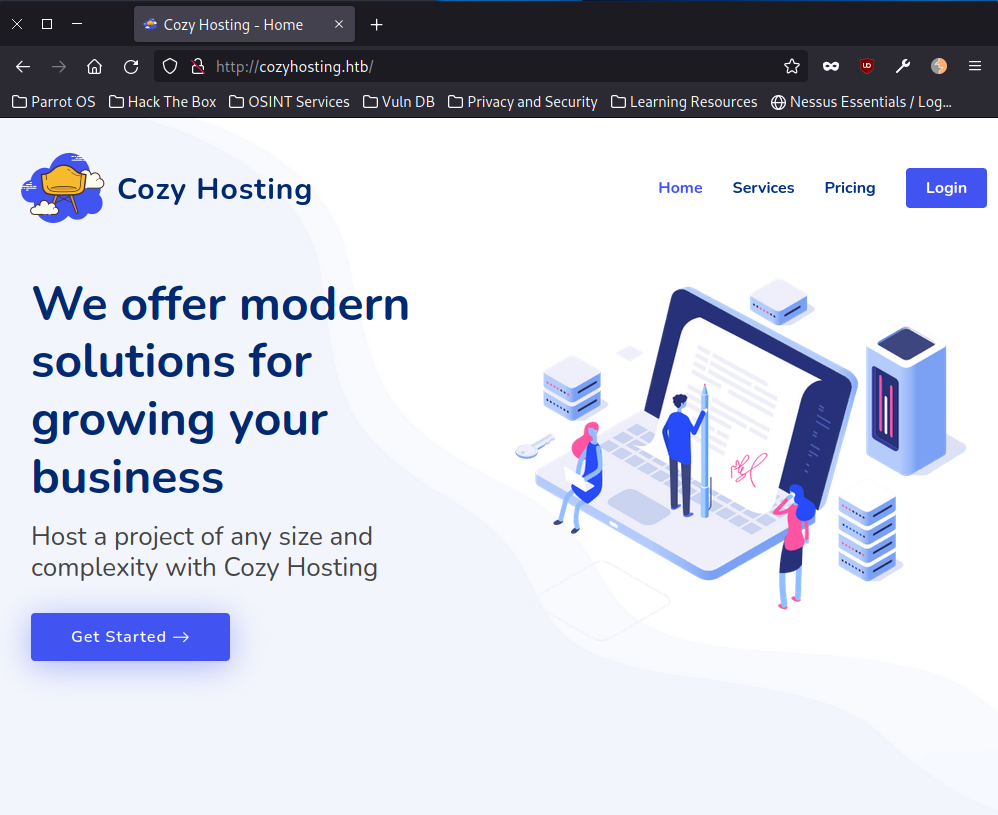 Cozy Hosting - Home
http://cozyhosting.htb/
Parrot OS Hack The Box OSINT Services Vuln DB Privacy and Security Learning Resources Nessus Essentials / Log…
Cozy Hosting
Home Services Pricing Login
We offer modern
solutions for
growing your
business
Host a project of any size and
complexity with Cozy Hosting
Get Started →